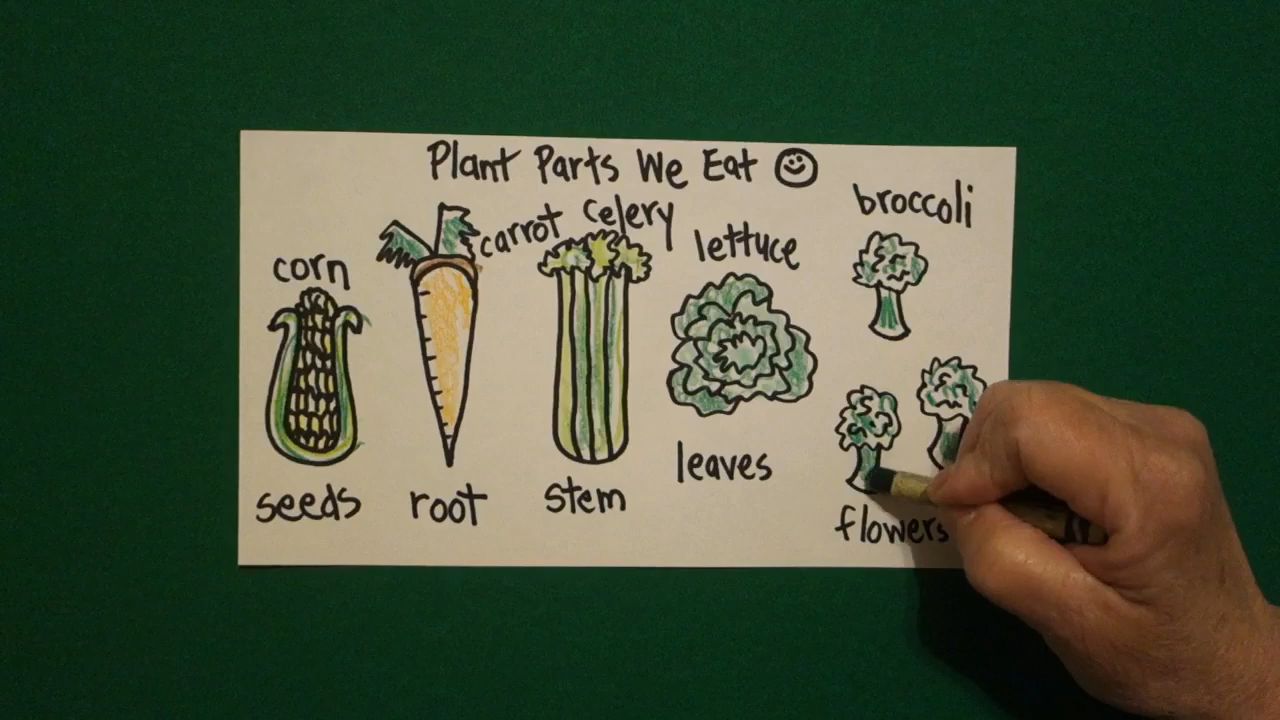 Plant Parts We Eat
corn
carrot
celery
lettuce
broccoli
seeds
root
stem
leaves
flowers